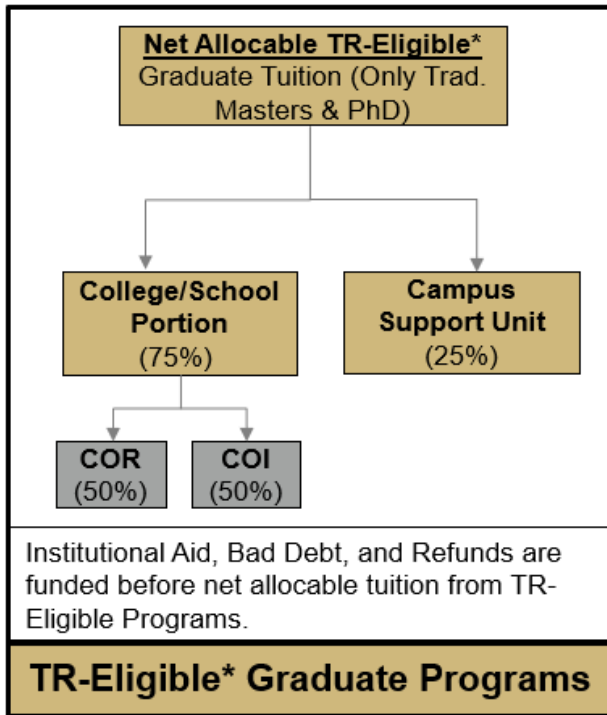 Net Allocable TR-Eligible*
Graduate Tuition (Only Trad.
Masters & PhD)
College/School
Portion
(75%)
Campus
Support Unit
(25%)
COR
(50%)
COI
(50%)
Institutional Aid, Bad Debt, and Refunds are
funded before net allocable tuition from TR-
Eligible Programs.
TR-Eligible* Graduate Programs